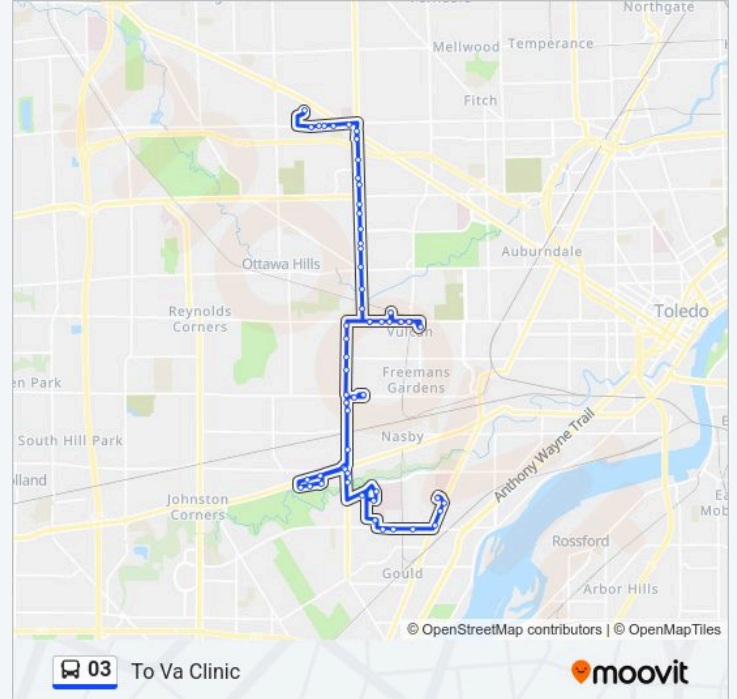 Northgate
Mellwood
Temperance
Fitch
Auburndale
Ottawa Hills
Reynolds
Corners
Toledo
Vulcan
en Park
Freemans
Gardens
South Hill Park
Nasby
Anthony Wayne Trail
lland
Johnston
Corners
Ea
Mob
Rossford
Gould
Arbor Hills
© OpenStreetMap contributors | © OpenMapTiles
03 To Va Clinic
moovit